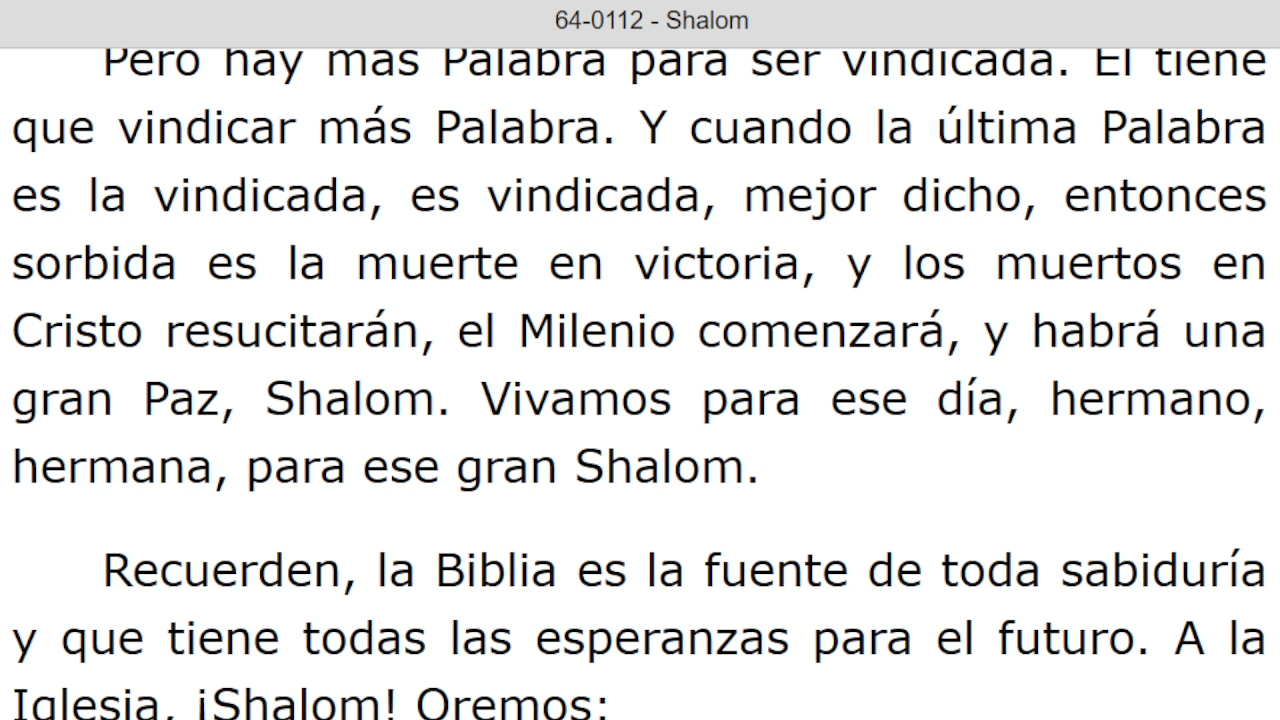 64-0112 - Shalom
Pero hay más Palabra para ser vindicada. Él tiene
que vindicar más Palabra. Y cuando la última Palabra
es la vindicada, es vindicada, mejor dicho, entonces
sorbida es la muerte en victoria, y los muertos en
Cristo resucitarán, el Milenio comenzará, y habrá una
gran Paz, Shalom. Vivamos para ese día, hermano,
hermana, para ese gran Shalom.
Recuerden, la Biblia es la fuente de toda sabiduría
y que tiene todas las esperanzas para el futuro. A la
Iglesia, ¡Shalom! Oremos: